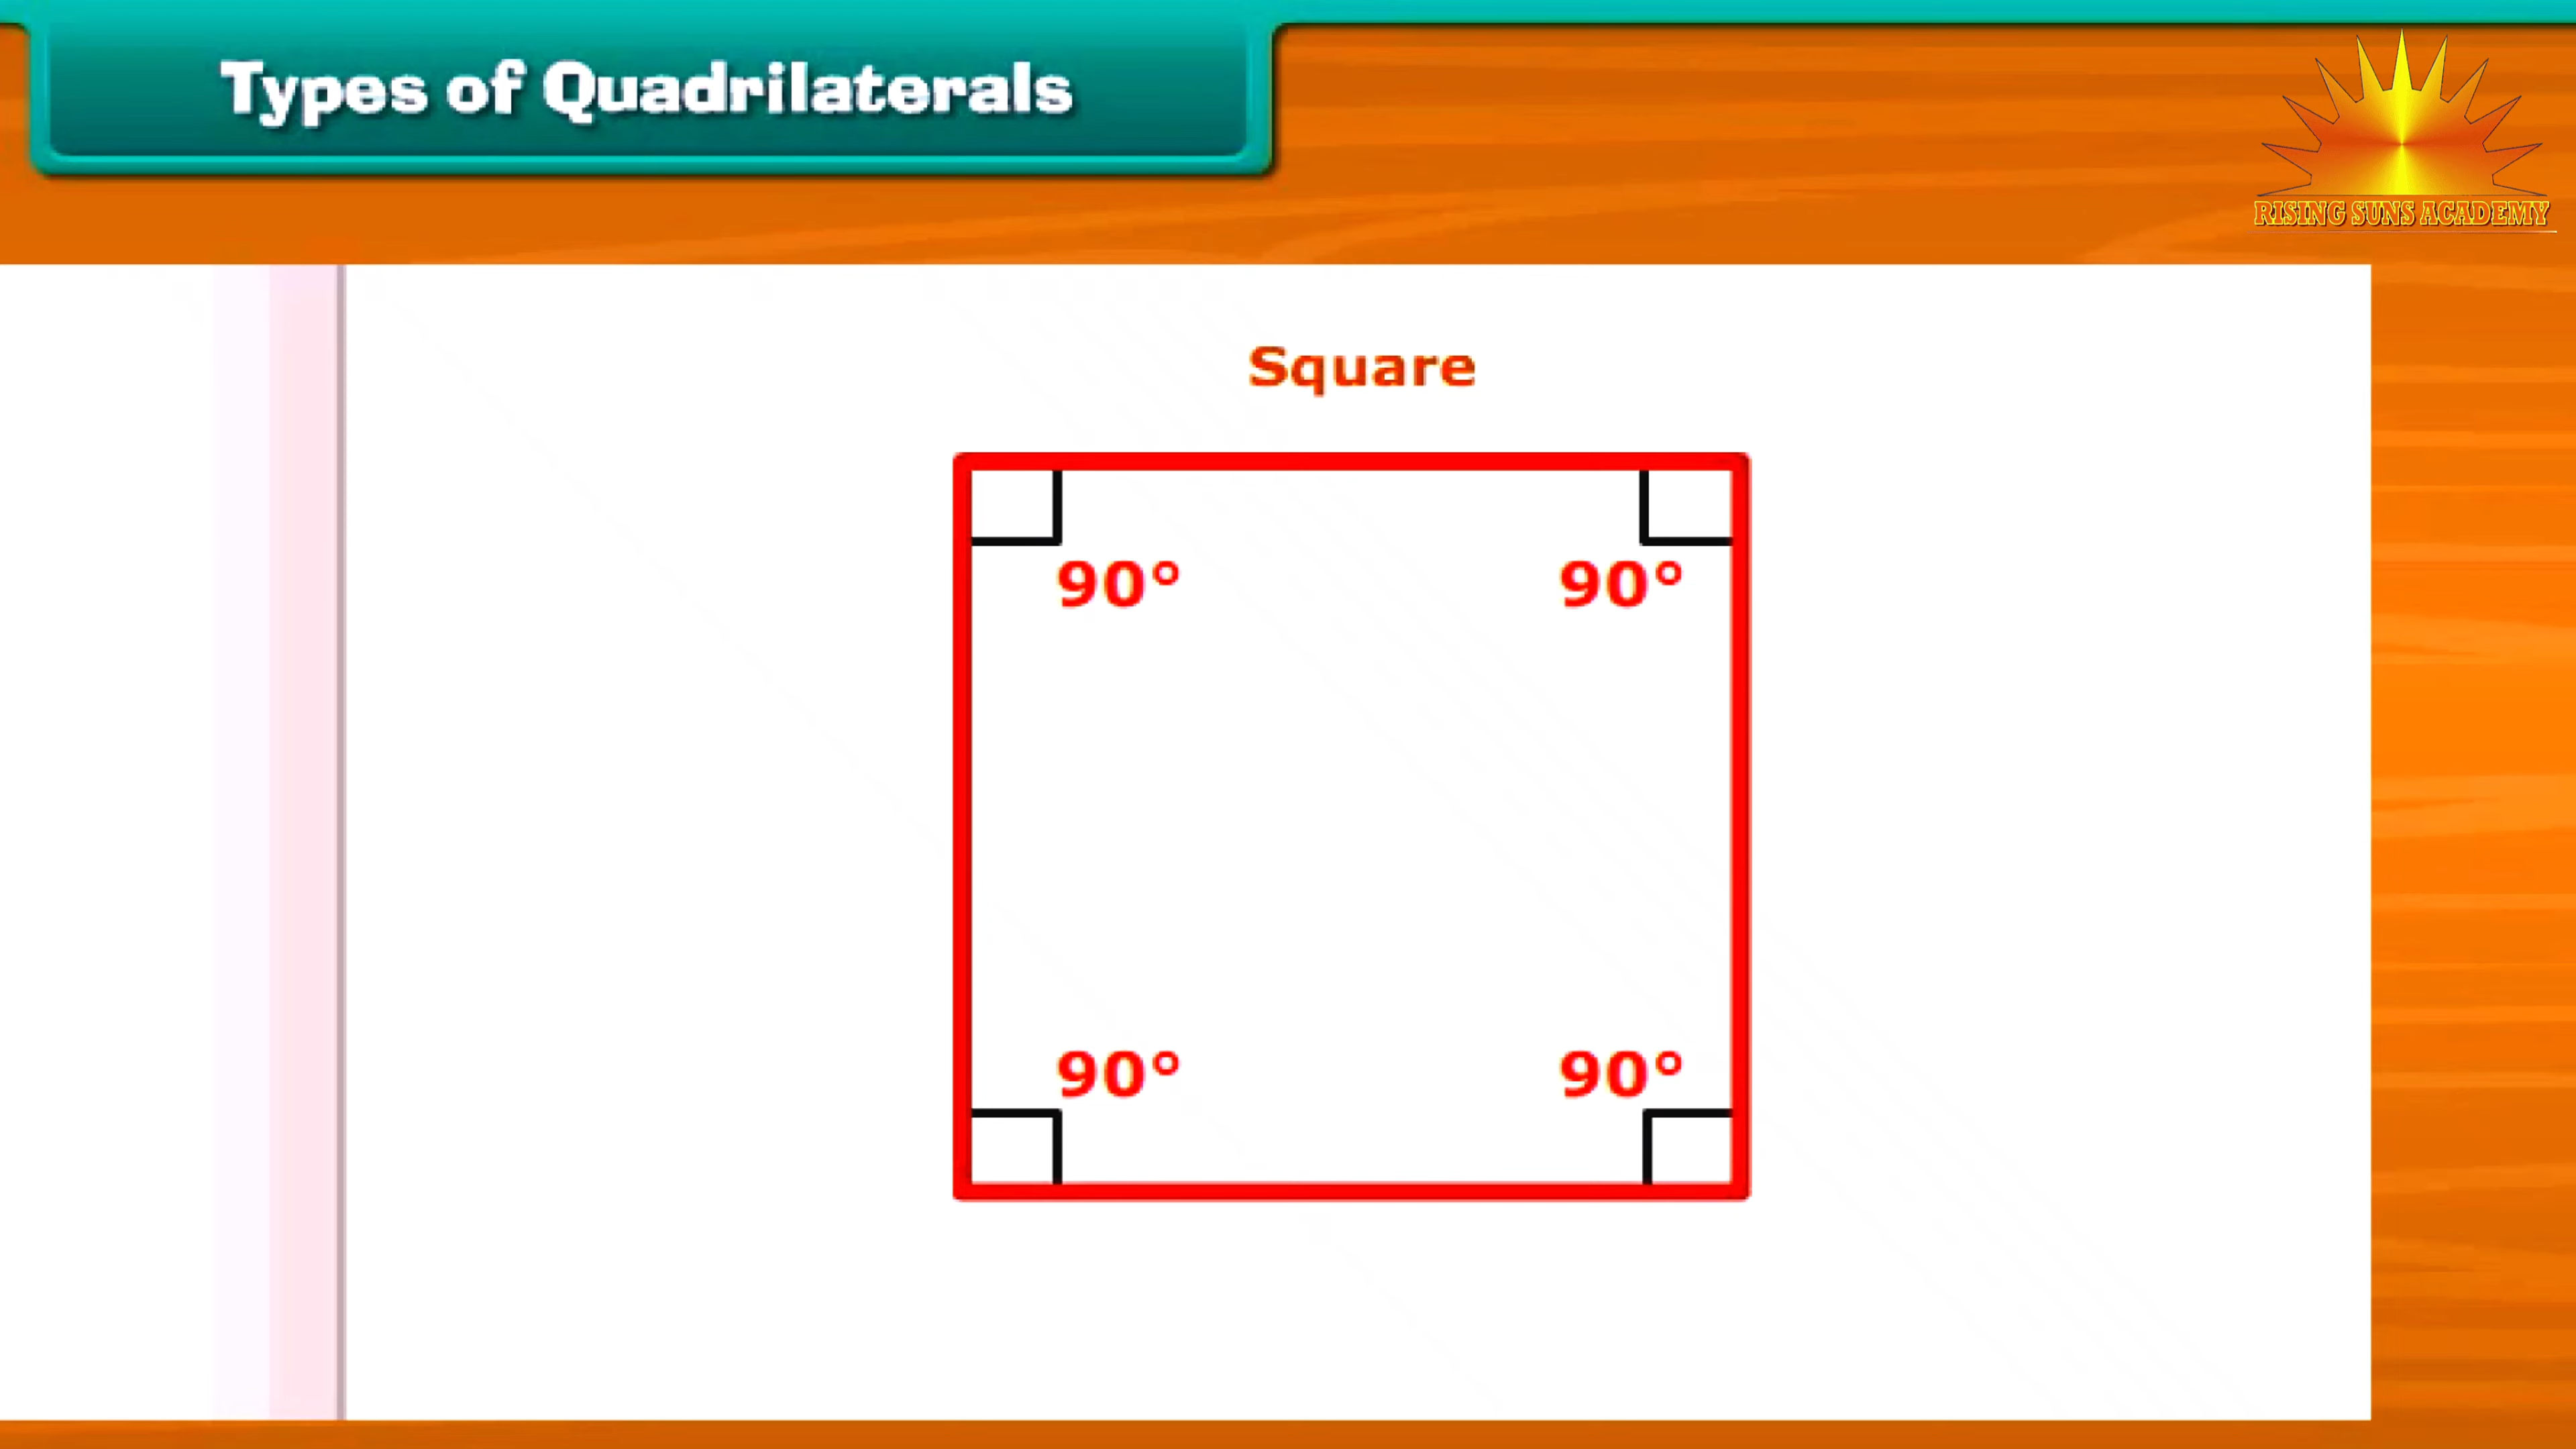 Types of Quadrilaterals
RISING SUNS ACADEMY
Square
90° 90°
90° 90°